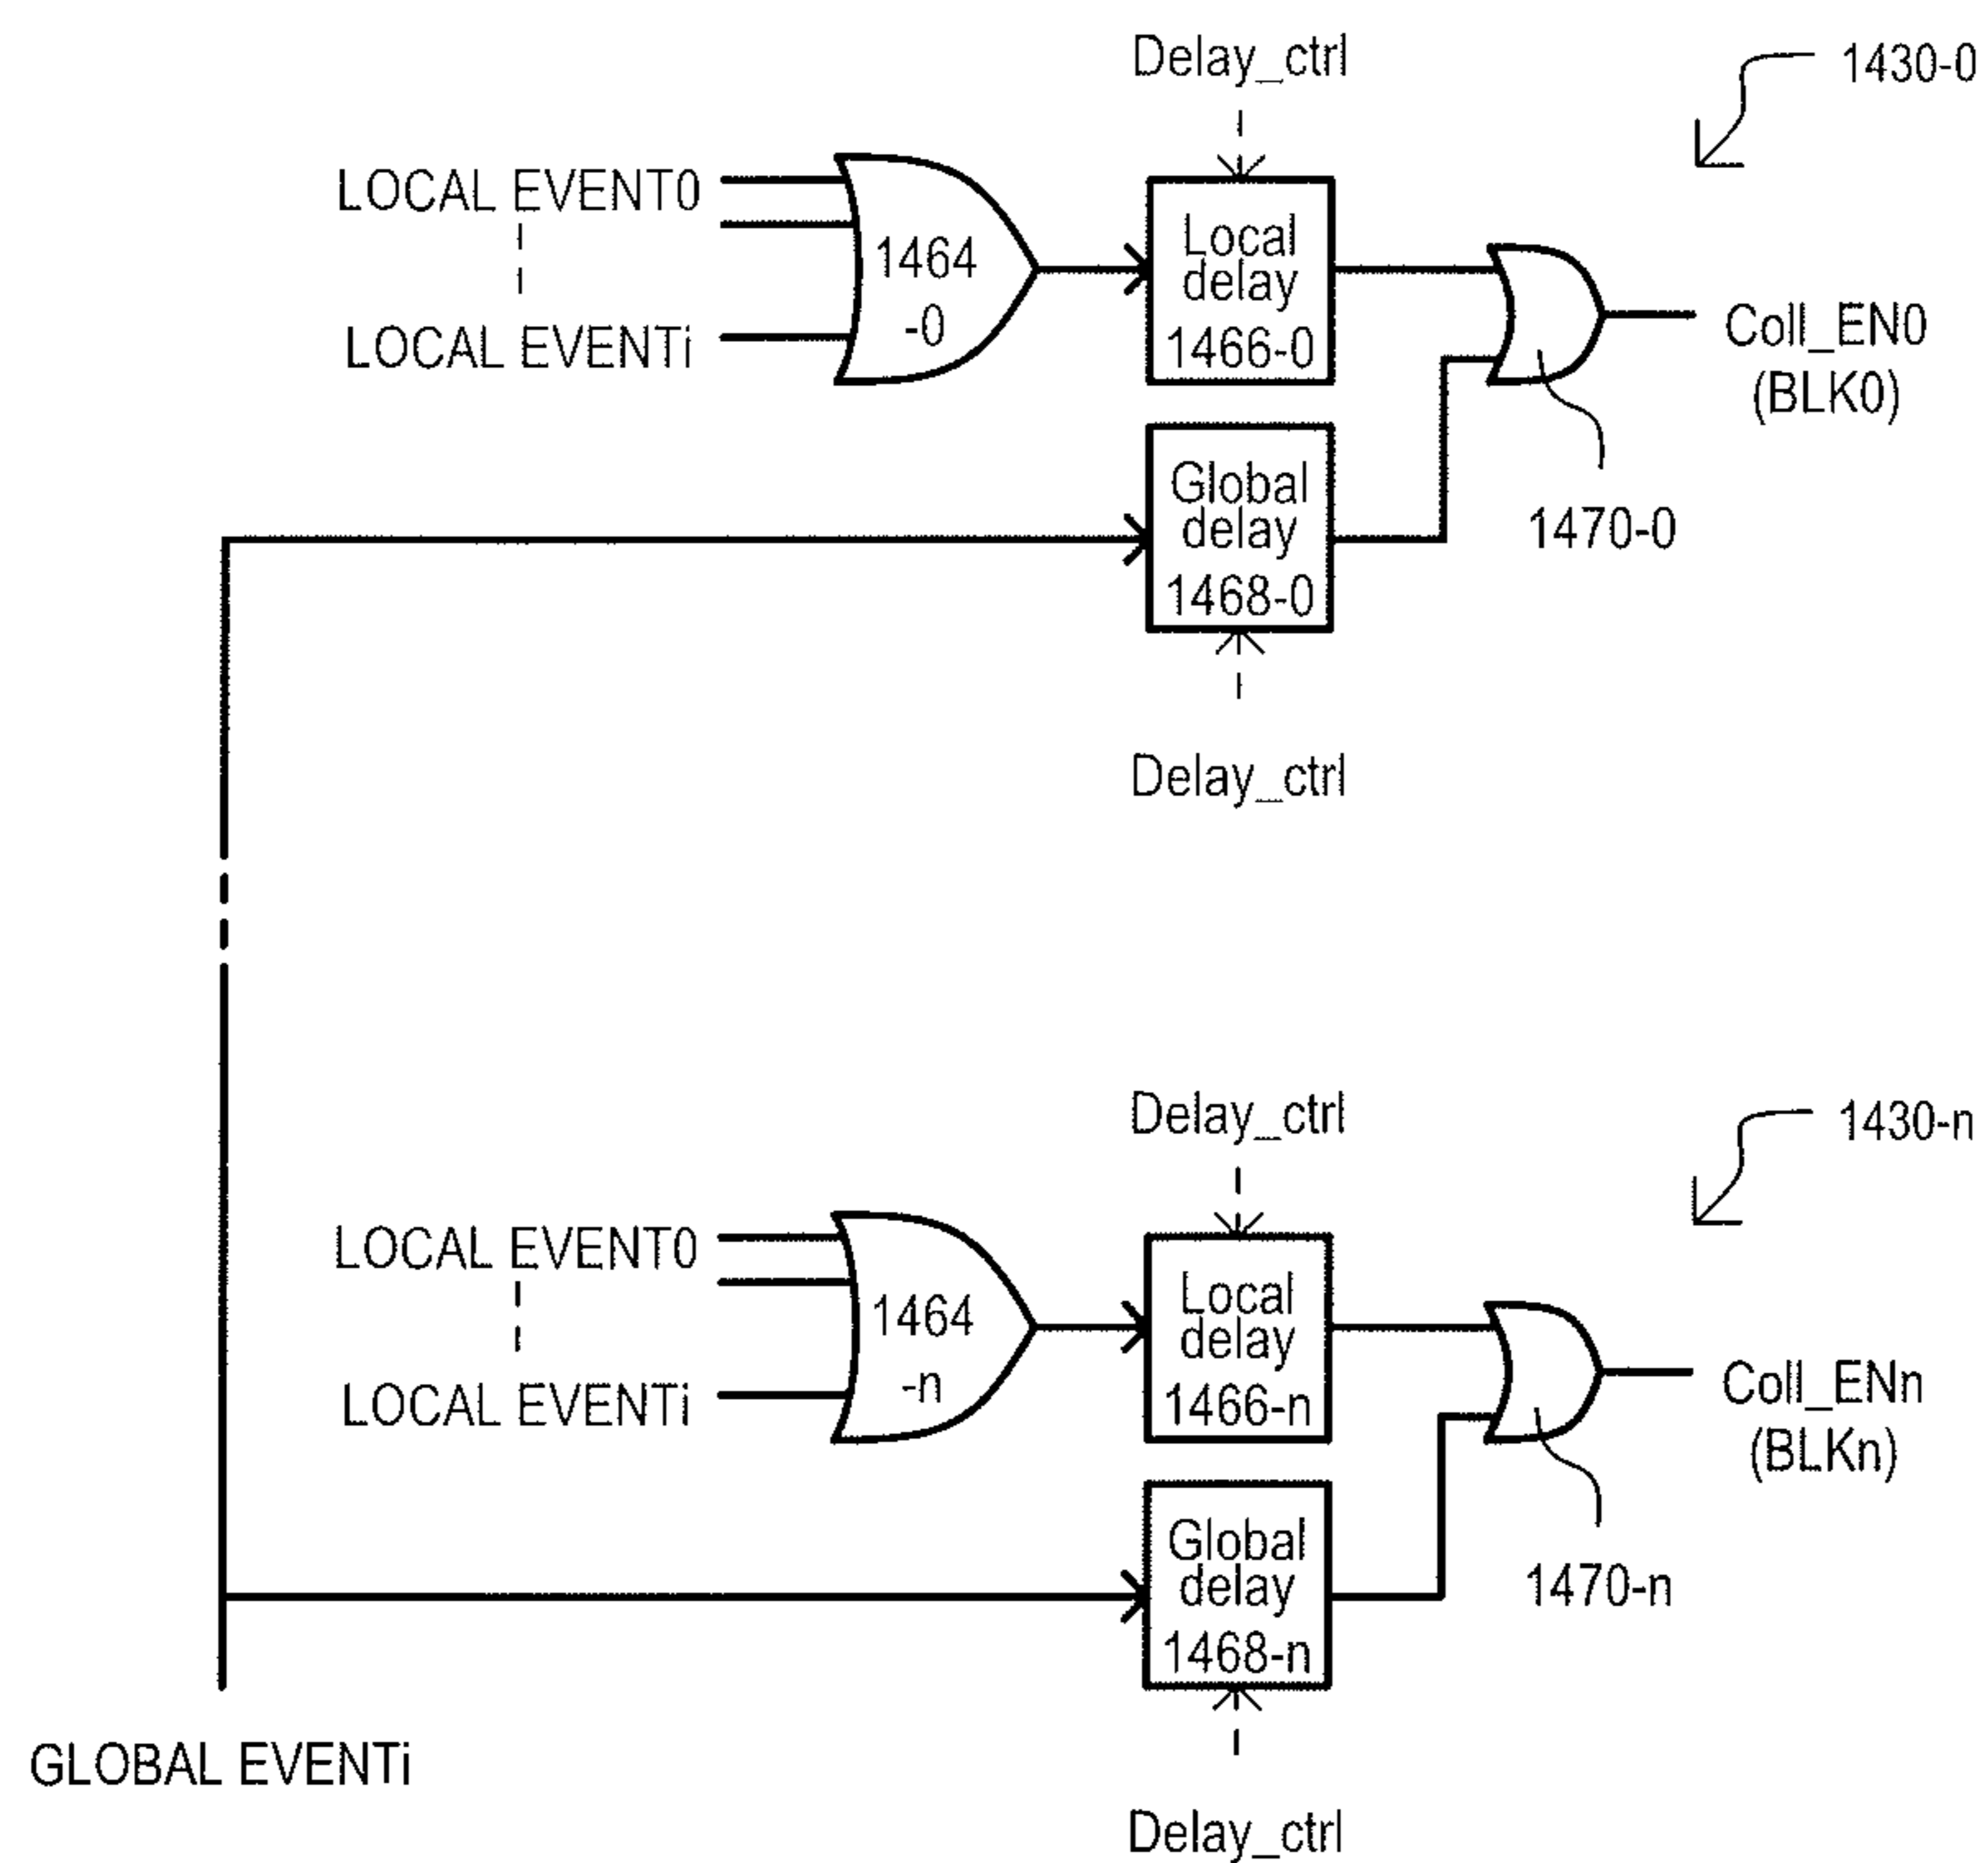 Delay_ctrl
1430-0
LOCAL EVENT0
LOCAL EVENTi
1464
-0
Local
delay
1466-0
Coll_EN0
(BLK0)
Global
delay
1468-0
1470-0
Delay_ctrl
Delay_ctrl
1430-n
LOCAL EVENT0
LOCAL EVENTi
1464
-n
Local
delay
1466-n
Coll_ENn
(BLKn)
Global
delay
1468-n
1470-n
GLOBAL EVENTi
Delay_ctrl